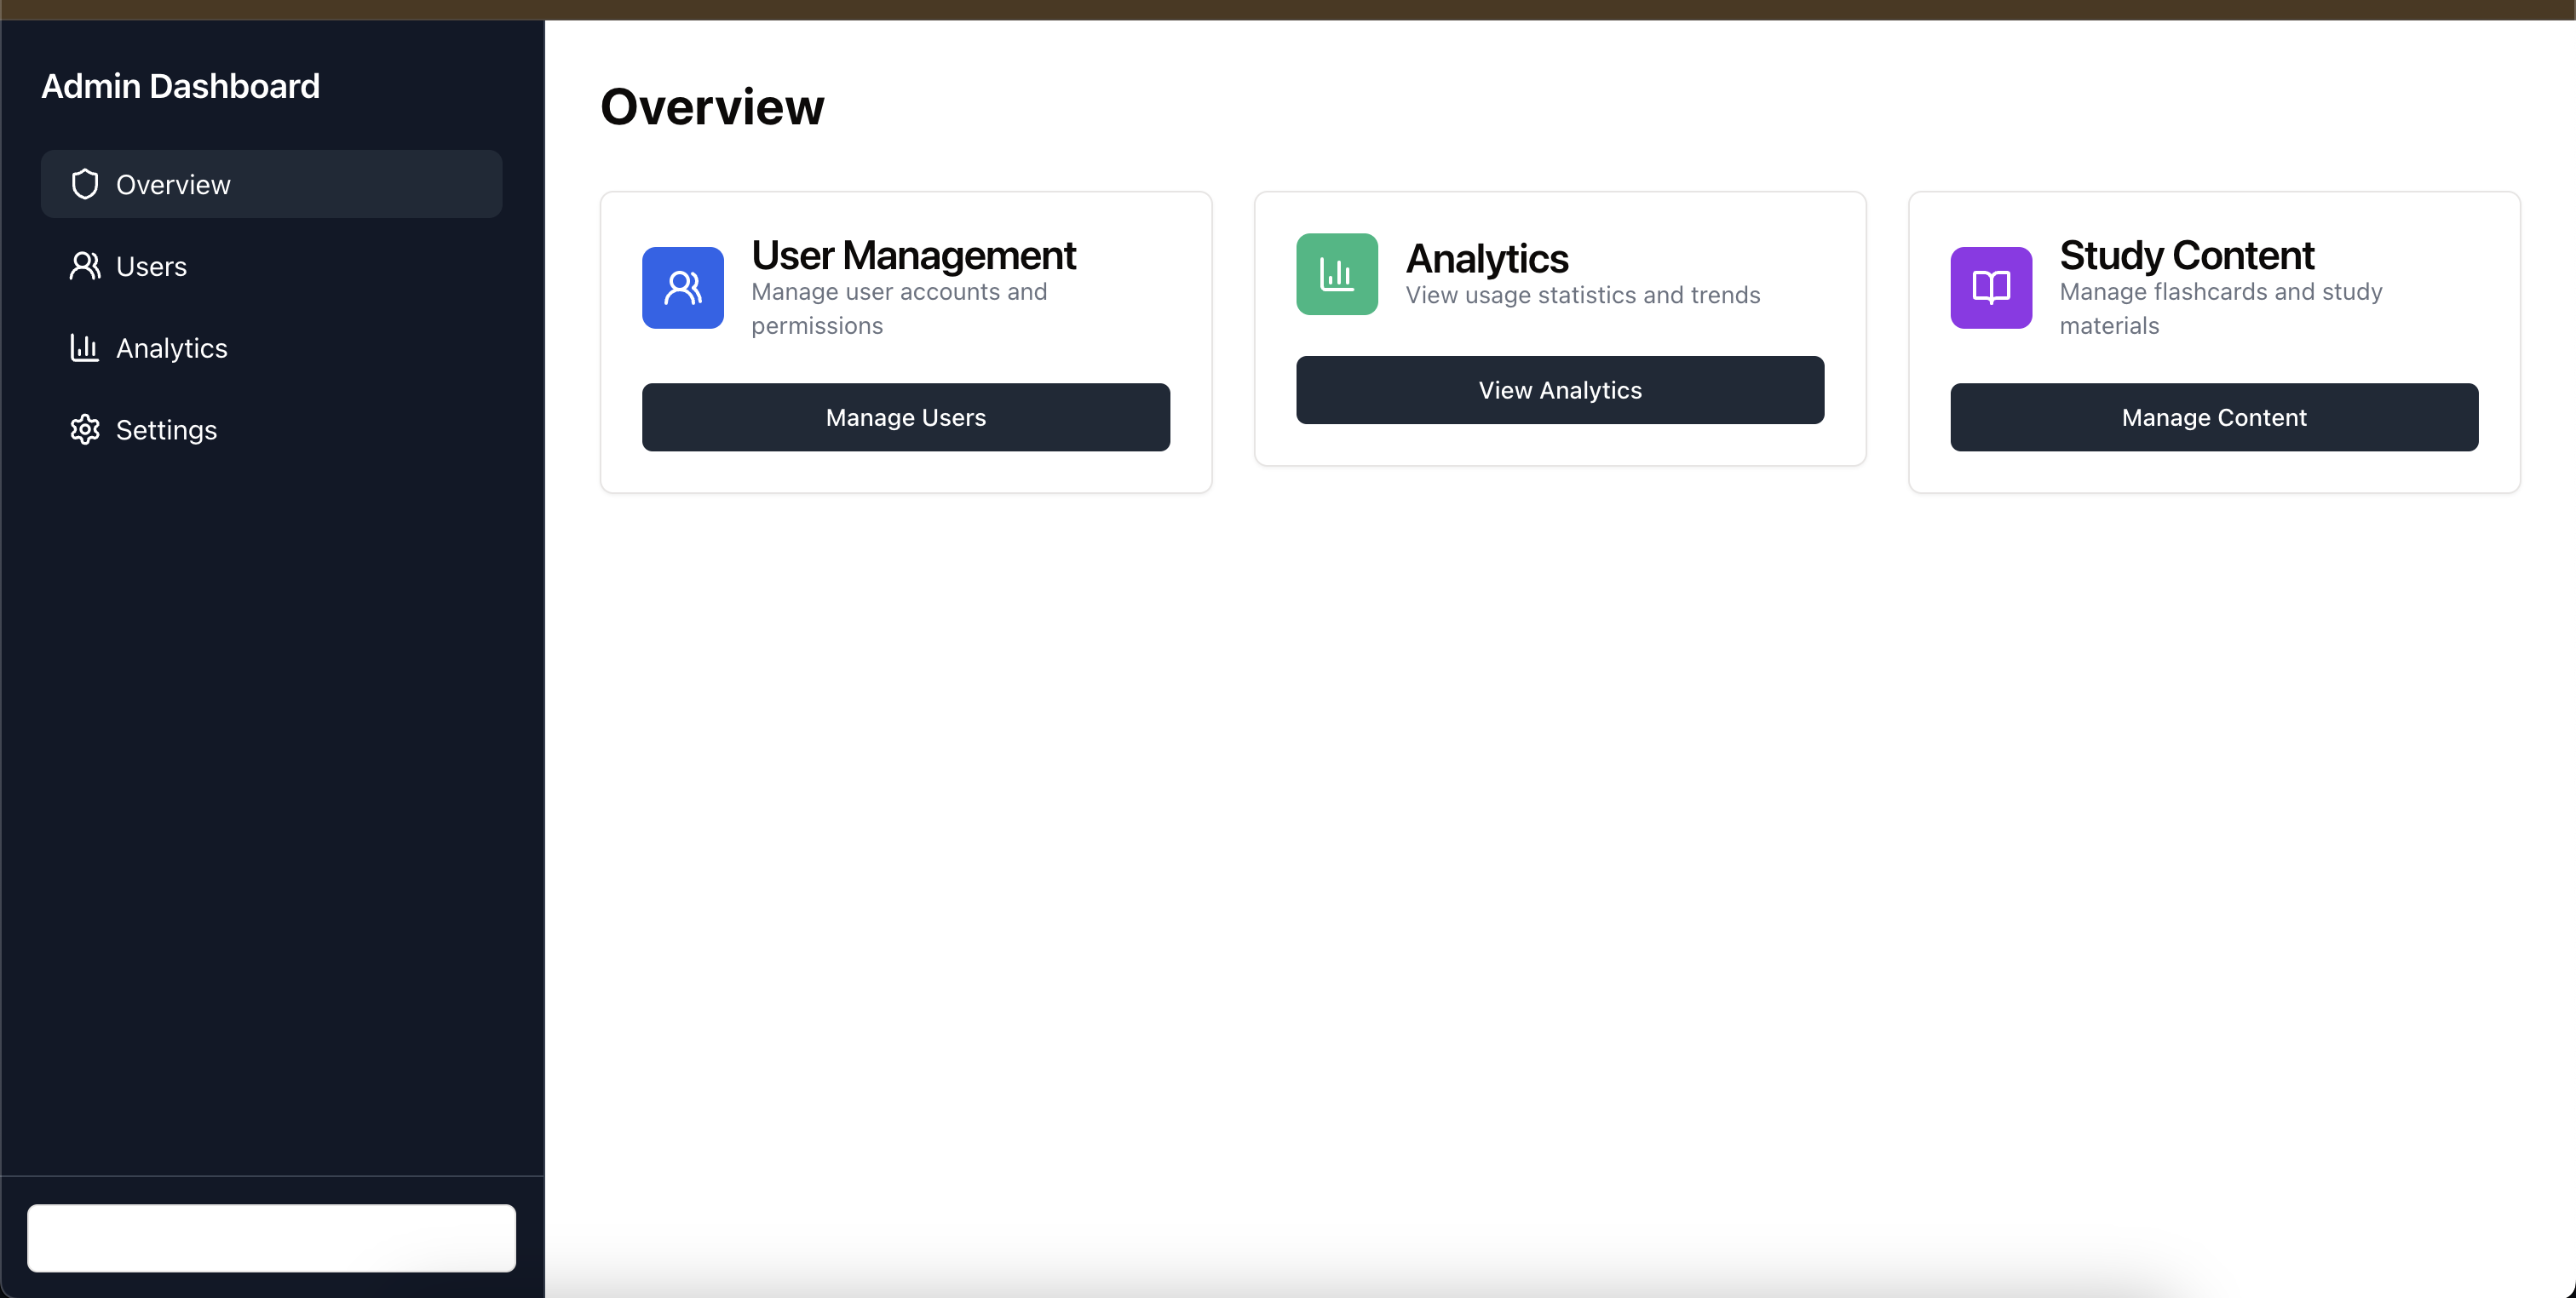 Admin Dashboard
Overview
Users
Analytics
Settings
Overview
User Management
Manage user accounts and
permissions
Manage Users
Analytics
View usage statistics and trends
View Analytics
Study Content
Manage flashcards and study
materials
Manage Content